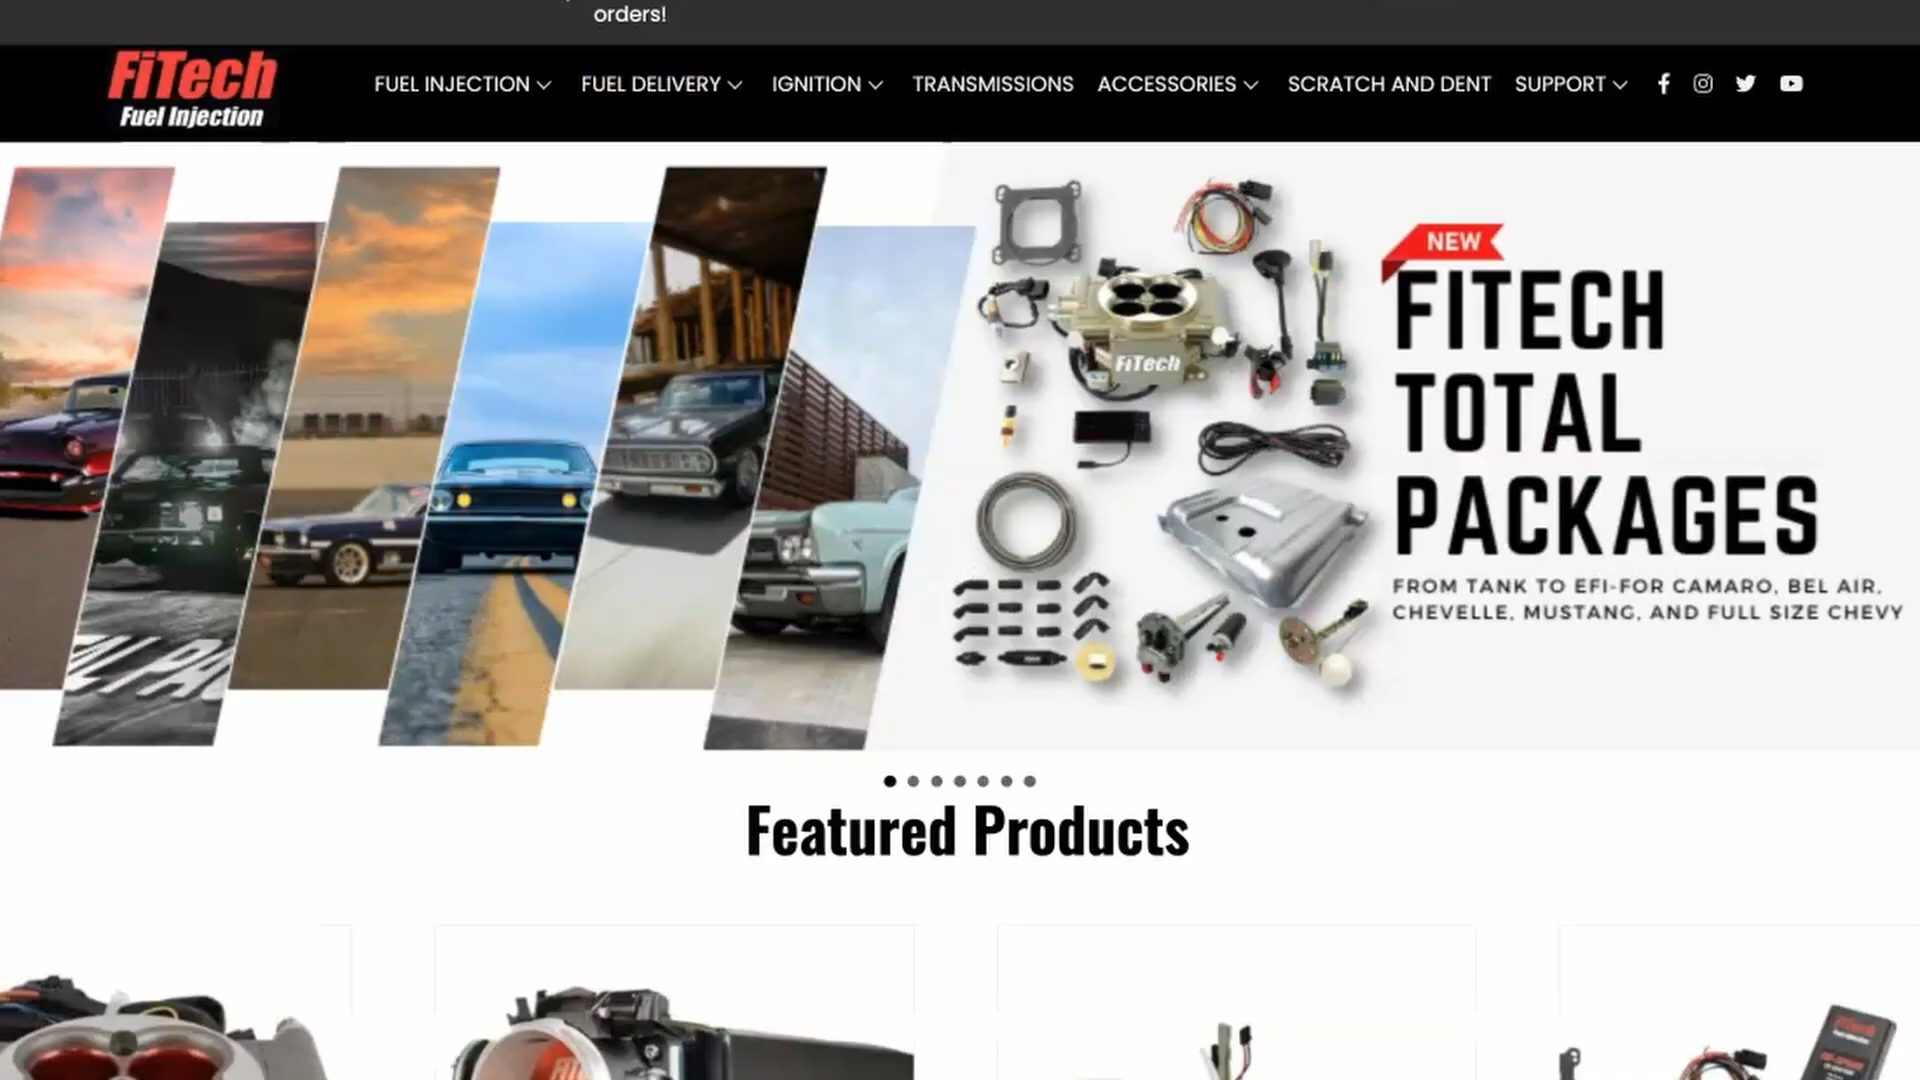 orders!
FiTech
Fuel Injection
FUEL INJECTION
FUEL DELIVERY
IGNITION
TRANSMISSIONS
ACCESSORIES
SCRATCH AND DENT
SUPPORT
NEW
FITECH
TOTAL
PACKAGES
FROM TANK TO EFI-FOR CAMARO, BEL AIR,
CHEVELLE, MUSTANG, AND FULL SIZE CHEVY
FiTech
Featured Products
FiTech